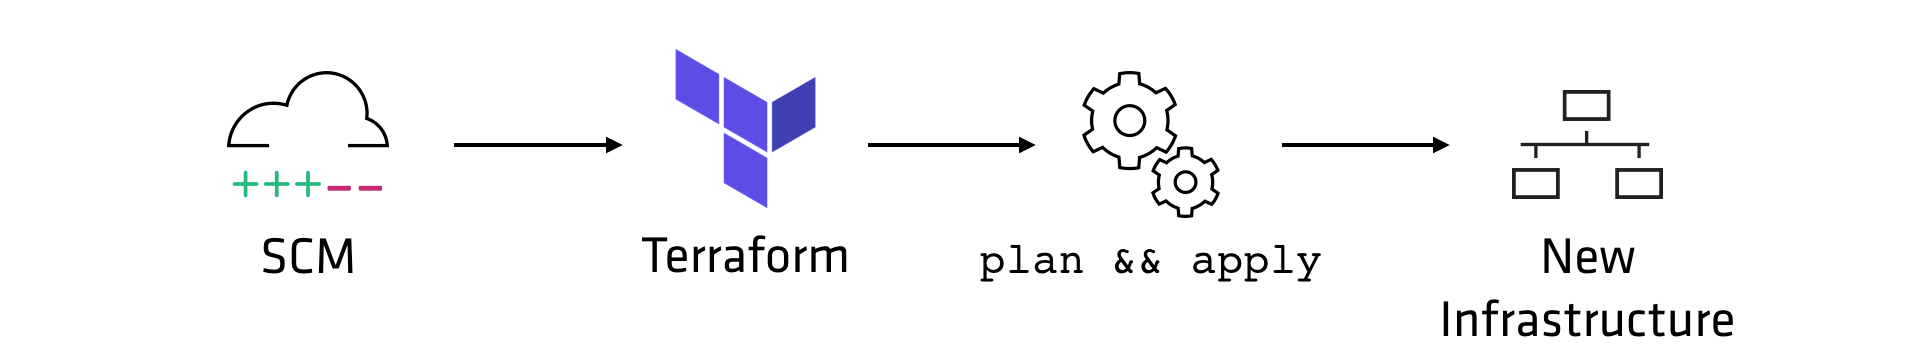 SCM
Terraform
plan && apply
New
Infrastructure